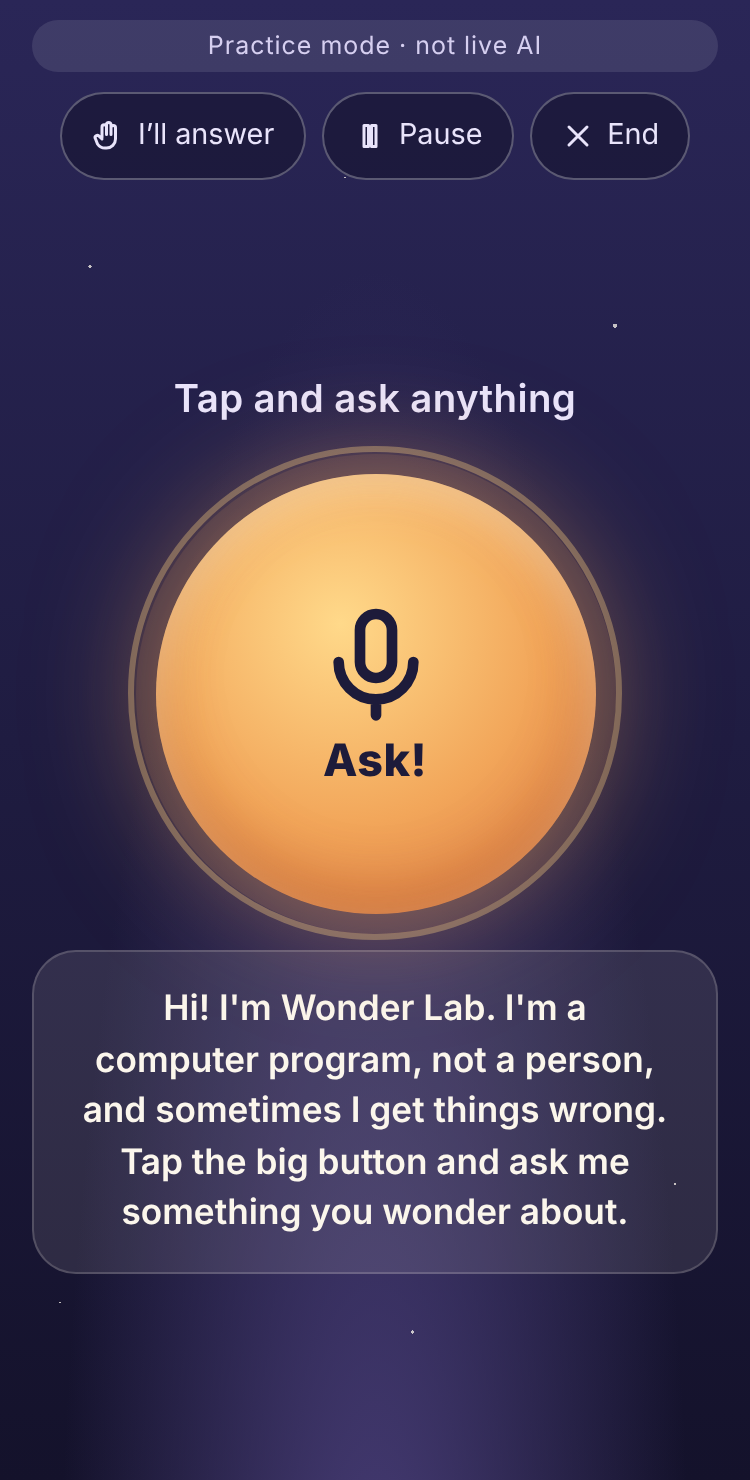 Practice mode · not live AI
I’ll answer
Pause
End
Tap and ask anything
Ask!
Hi! I'm Wonder Lab. I'm a
computer program, not a person,
and sometimes I get things wrong.
Tap the big button and ask me
something you wonder about.